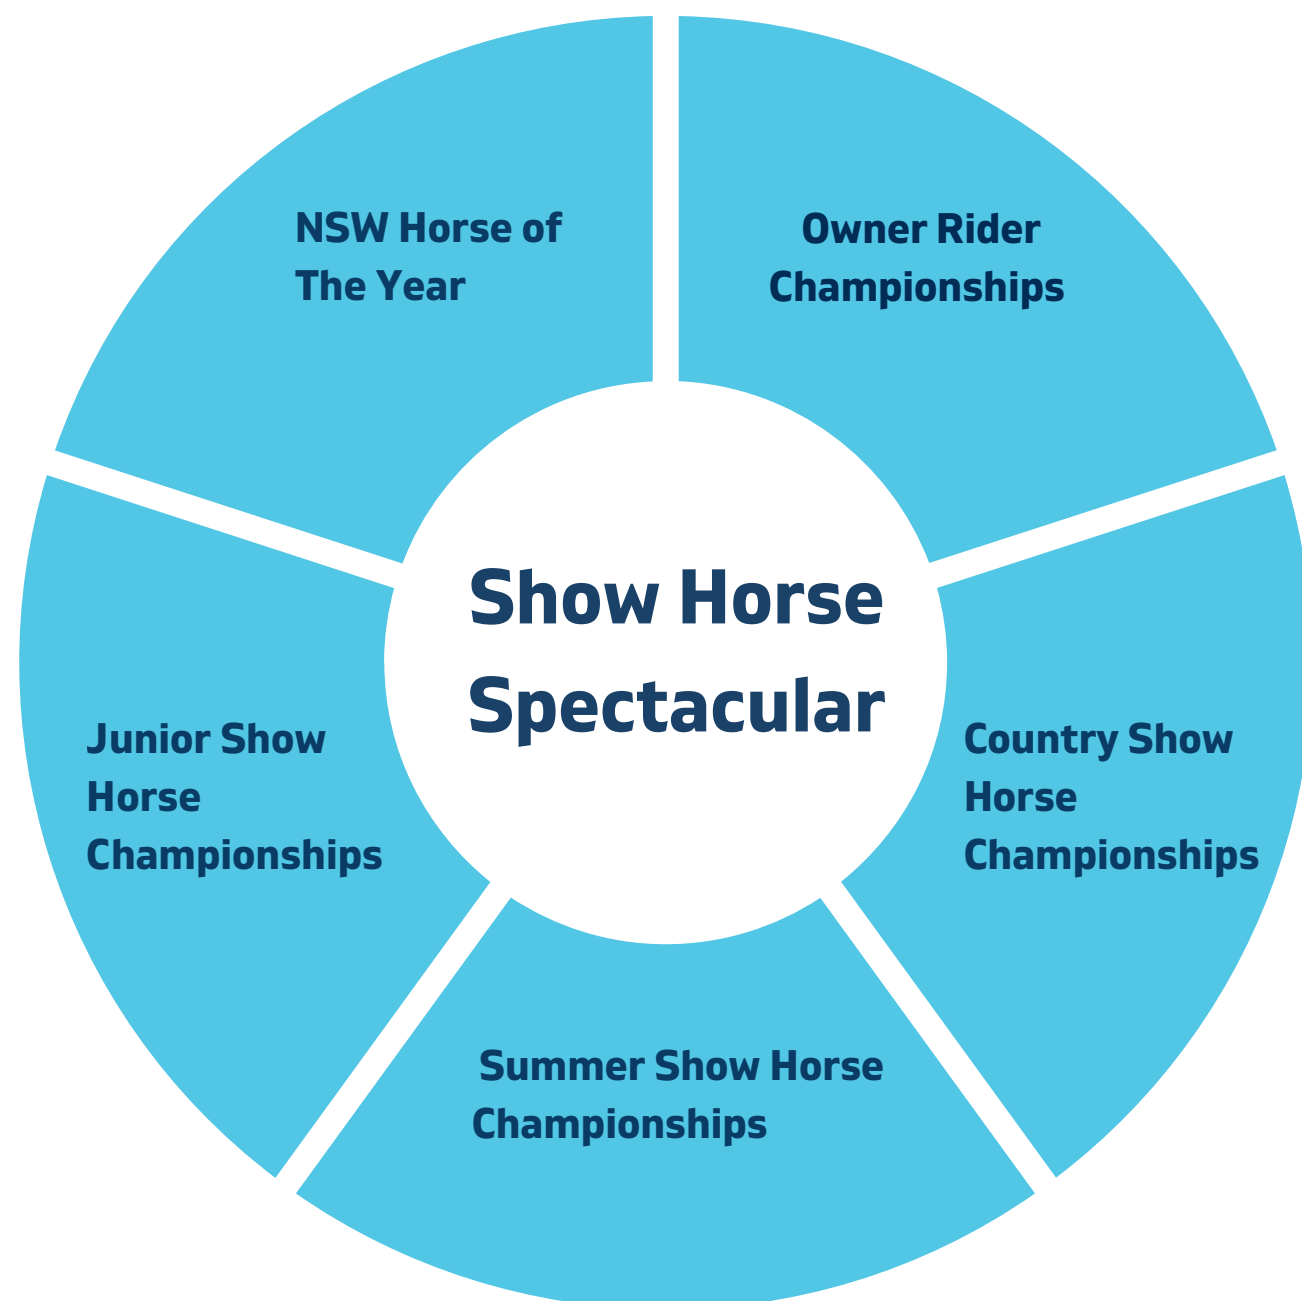 NSW Horse of
The Year
Owner Rider
Championships
Show Horse
Spectacular
Junior Show
Horse
Championships
Country Show
Horse
Championships
Summer Show Horse
Championships